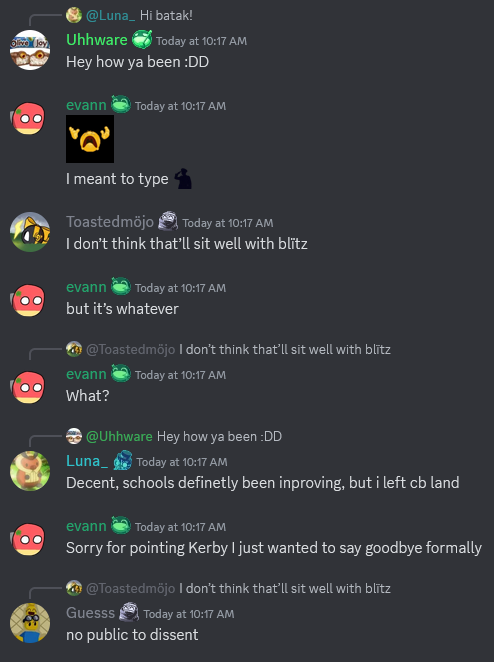 @Luna_ Hi batak!
Uhhware Today at 10:17 AM
Hey how ya been :DD
evann Today at 10:17 AM
I meant to type
Toastedmöjo Today at 10:17 AM
I don't think that'll sit well with blītz
evann Today at 10:17 AM
but it's whatever
@Toastedmöjo I don't think that'll sit well with blītz
evann Today at 10:17 AM
What?
@Uhhware Hey how ya been :DD
Luna_ Today at 10:17 AM
Decent, schools definetly been inproving, but i left cb land
evann Today at 10:17 AM
Sorry for pointing Kerby I just wanted to say goodbye formally
@Toastedmöjo I don't think that'll sit well with blītz
Guesss Today at 10:17 AM
no public to dissent